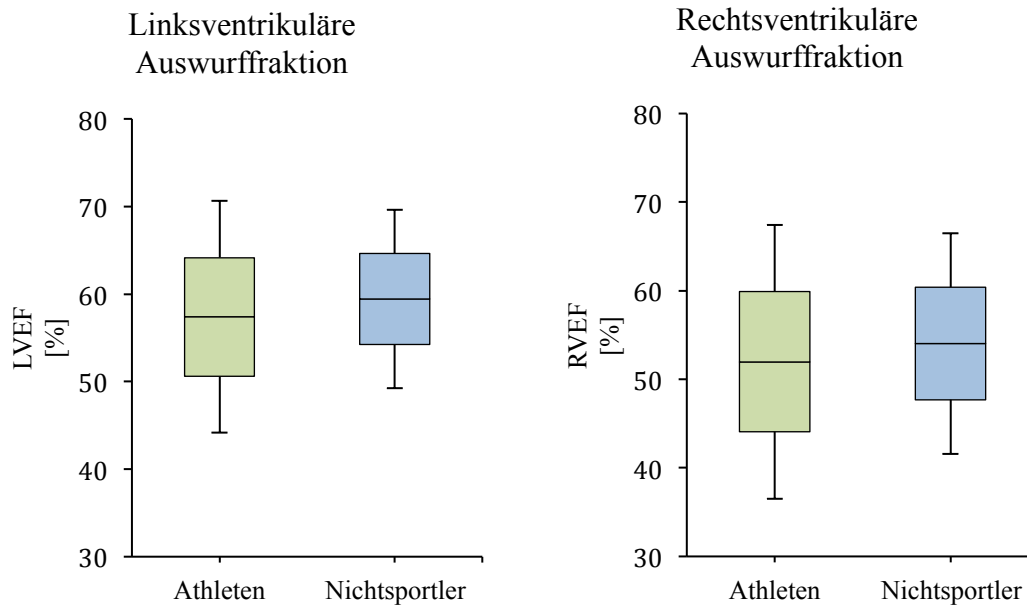 Linksventrikuläre
Auswurffraktion
80
70
60
50
40
30
LVEF
[%]
Athleten
Nichtsportler
Rechtsventrikuläre
Auswurffraktion
80
70
60
50
40
30
RVEF
[%]
Athleten
Nichtsportler